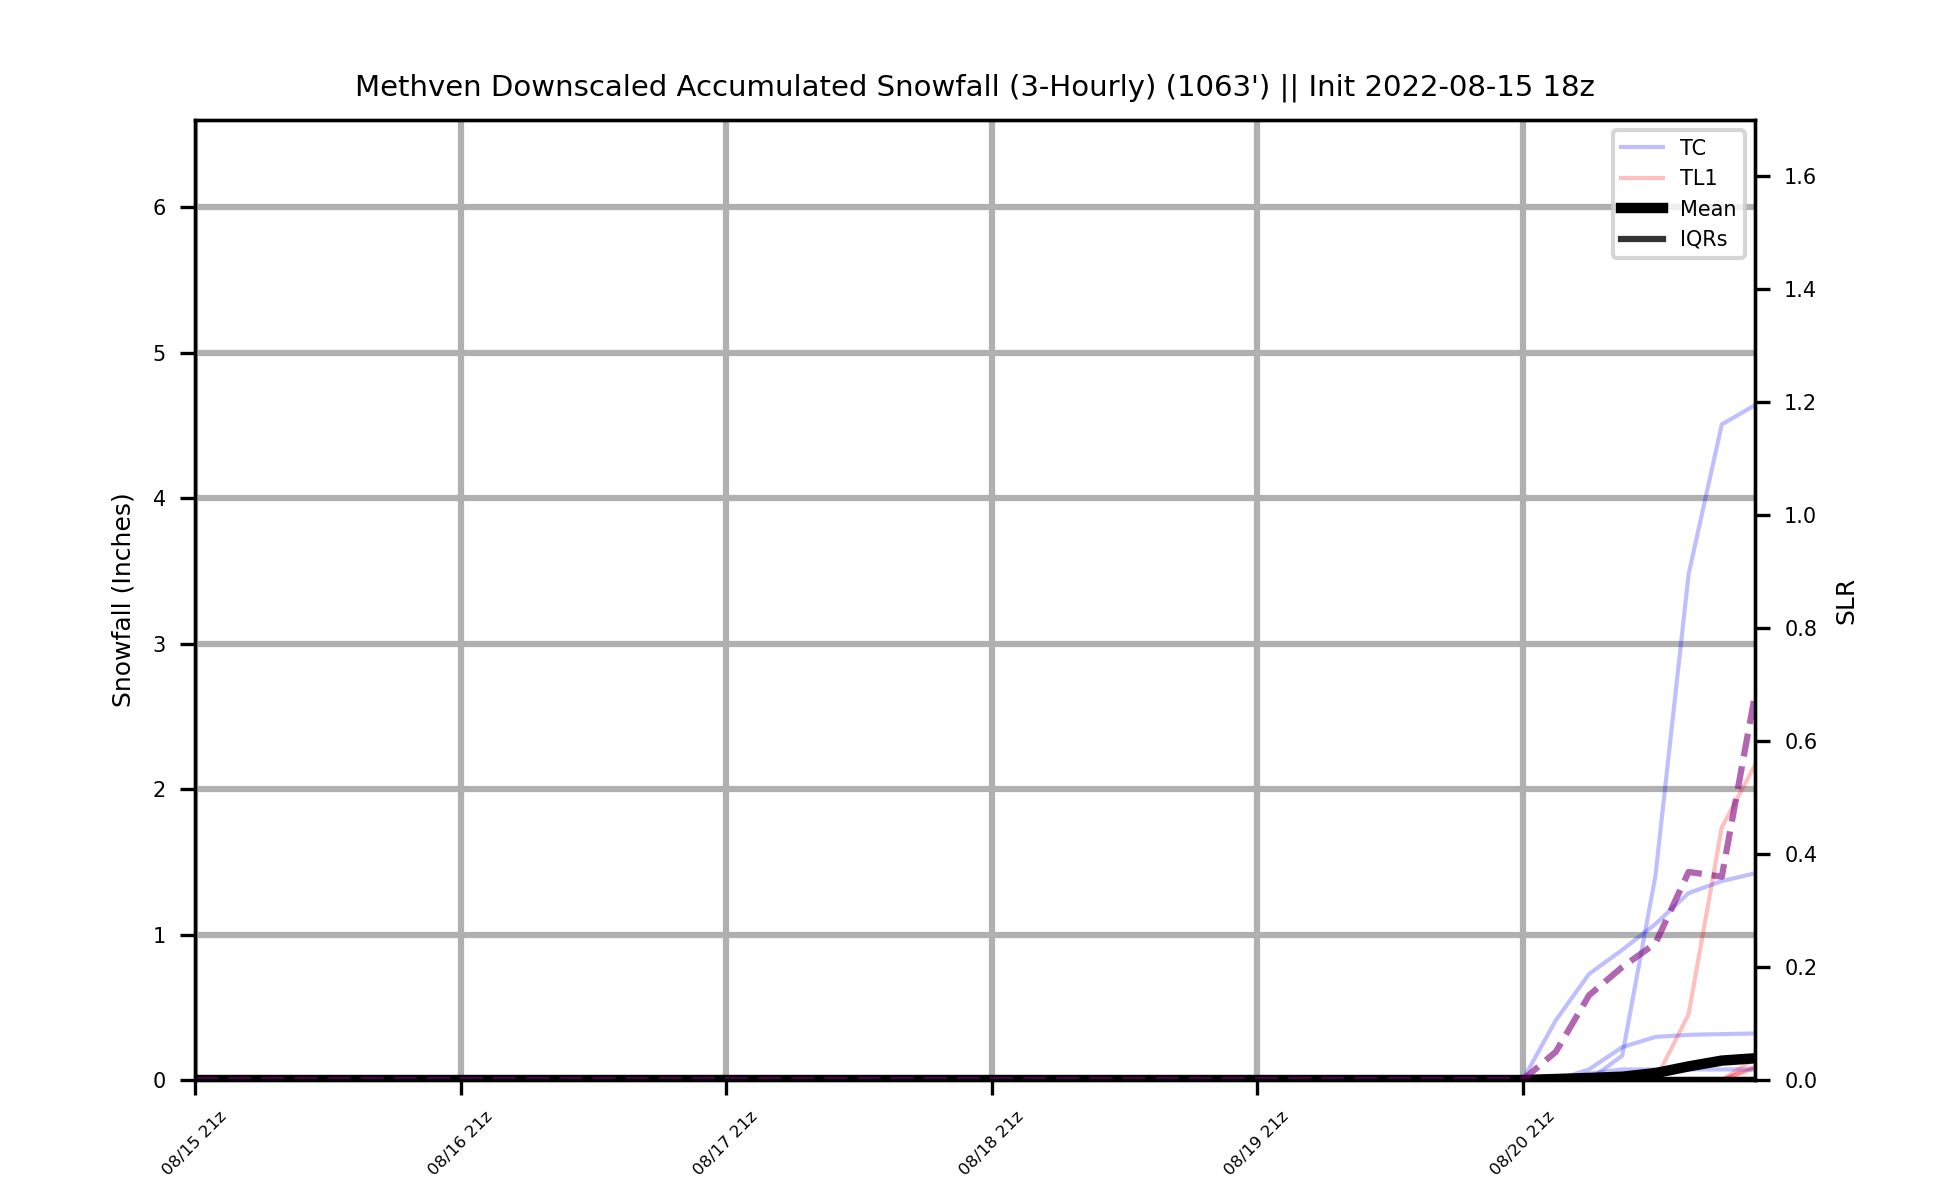 Methven Downscaled Accumulated Snowfall (3-Hourly) (1063') || Init 2022-08-15 18z
TC
TL1
Mean
IQRs
Snowfall (Inches)
6
5
4
3
2
1
0
SLR
1.6
1.4
1.2
1.0
0.8
0.6
0.4
0.2
0.0
08/15 21z
08/16 21z
08/17 21z
08/18 21z
08/19 21z
08/20 21z